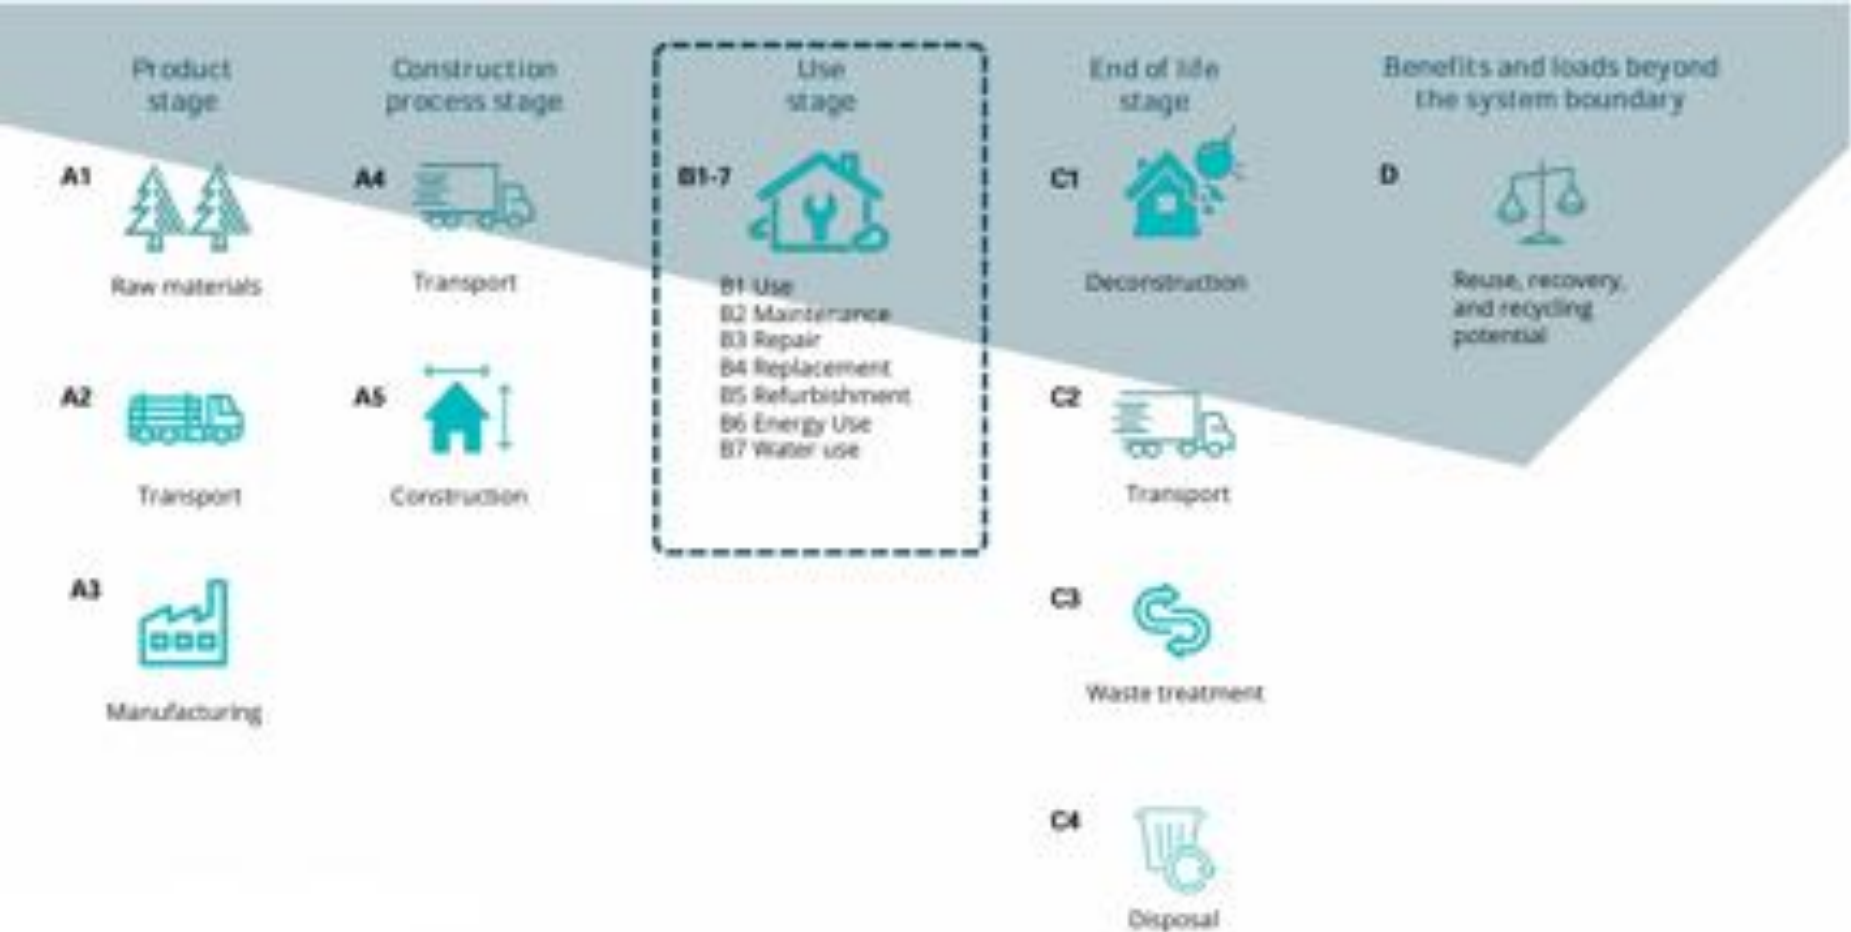 Product
stage
A1
Raw materials
A2
Transport
A3
Manufacturing
Construction
process stage
A4
Transport
A5
Construction
Use
stage
B1-7
B1 Use
B2 Maintenance
B3 Repair
B4 Replacement
B5 Refurbishment
B6 Energy Use
B7 Water use
End of life
stage
C1
Deconstruction
C2
Transport
C3
Waste treatment
C4
Disposal
Benefits and loads beyond
the system boundary
D
Reuse, recovery,
and recycling
potential